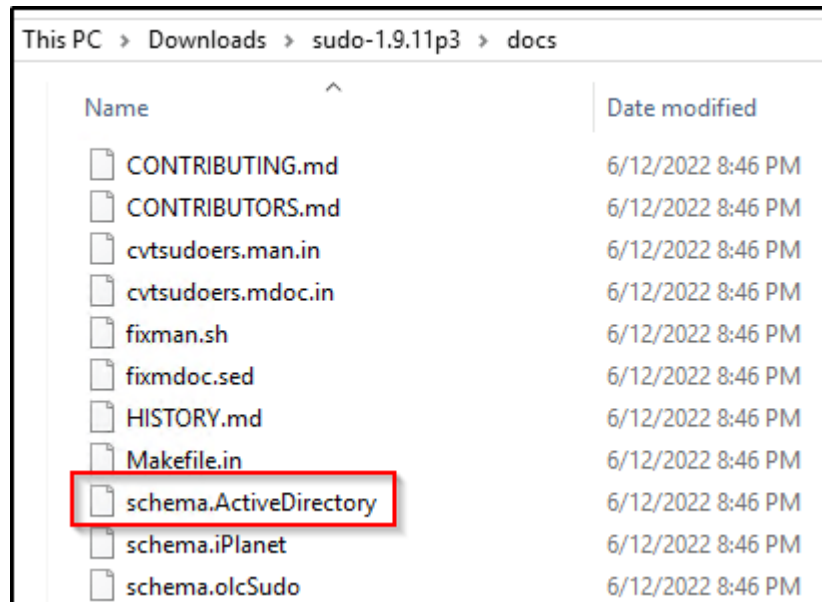 This PC > Downloads > sudo-1.9.11p3 > docs
Name Date modified
CONTRIBUTING.md 6/12/2022 8:46 PM
CONTRIBUTORS.md 6/12/2022 8:46 PM
cvtsudoers.man.in 6/12/2022 8:46 PM
cvtsudoers.mdoc.in 6/12/2022 8:46 PM
fixman.sh 6/12/2022 8:46 PM
fixmdoc.sed 6/12/2022 8:46 PM
HISTORY.md 6/12/2022 8:46 PM
Makefile.in 6/12/2022 8:46 PM
schema.ActiveDirectory 6/12/2022 8:46 PM
schema.iPlanet 6/12/2022 8:46 PM
schema.olcSudo 6/12/2022 8:46 PM